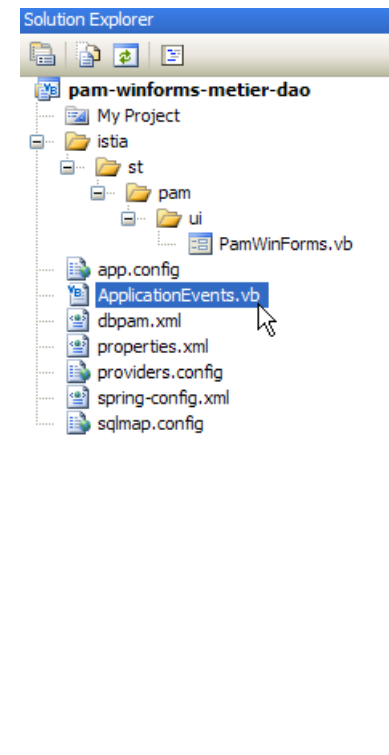 Solution Explorer
pam-winforms-metier-dao
My Project
istia
st
pam
ui
PamWinForms.vb
app.config
ApplicationEvents.vb
dbpam.xml
properties.xml
providers.config
spring-config.xml
sqlmap.config